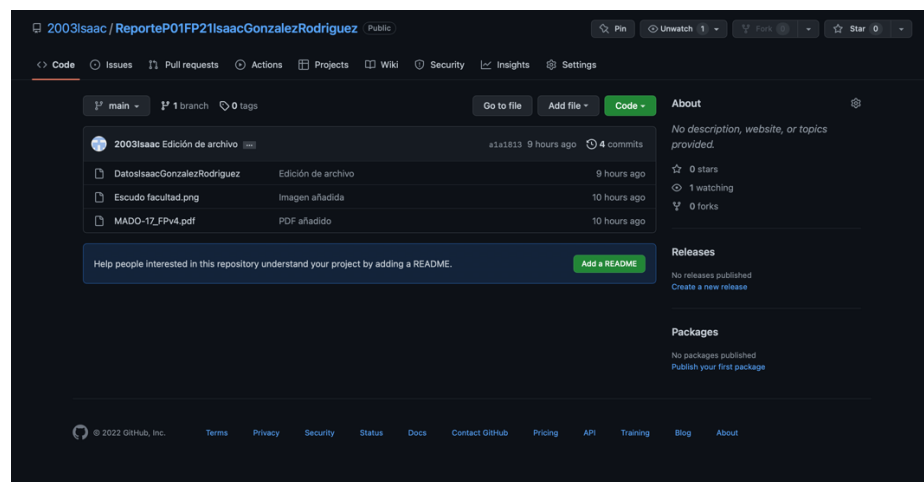 2003Isaac / ReporteP01FP21IsaacGonzalezRodriguez Public
Pin Unwatch 1 Fork 0 Star 0
Code Issues Pull requests Actions Projects Wiki Security Insights Settings
main 1 branch 0 tags Go to file Add file Code
2003Isaac Edición de archivo ... a1a1813 9 hours ago 4 commits
DatosIsaacGonzalezRodriguez Edición de archivo 9 hours ago
Escudo facultad.png Imagen añadida 10 hours ago
MADO-17_FPv4.pdf PDF añadido 10 hours ago
Help people interested in this repository understand your project by adding a README. Add a README
About
No description, website, or topics
provided.
0 stars
1 watching
0 forks
Releases
No releases published
Create a new release
Packages
No packages published
Publish your first package
© 2022 GitHub, Inc. Terms Privacy Security Status Docs Contact GitHub Pricing API Training Blog About